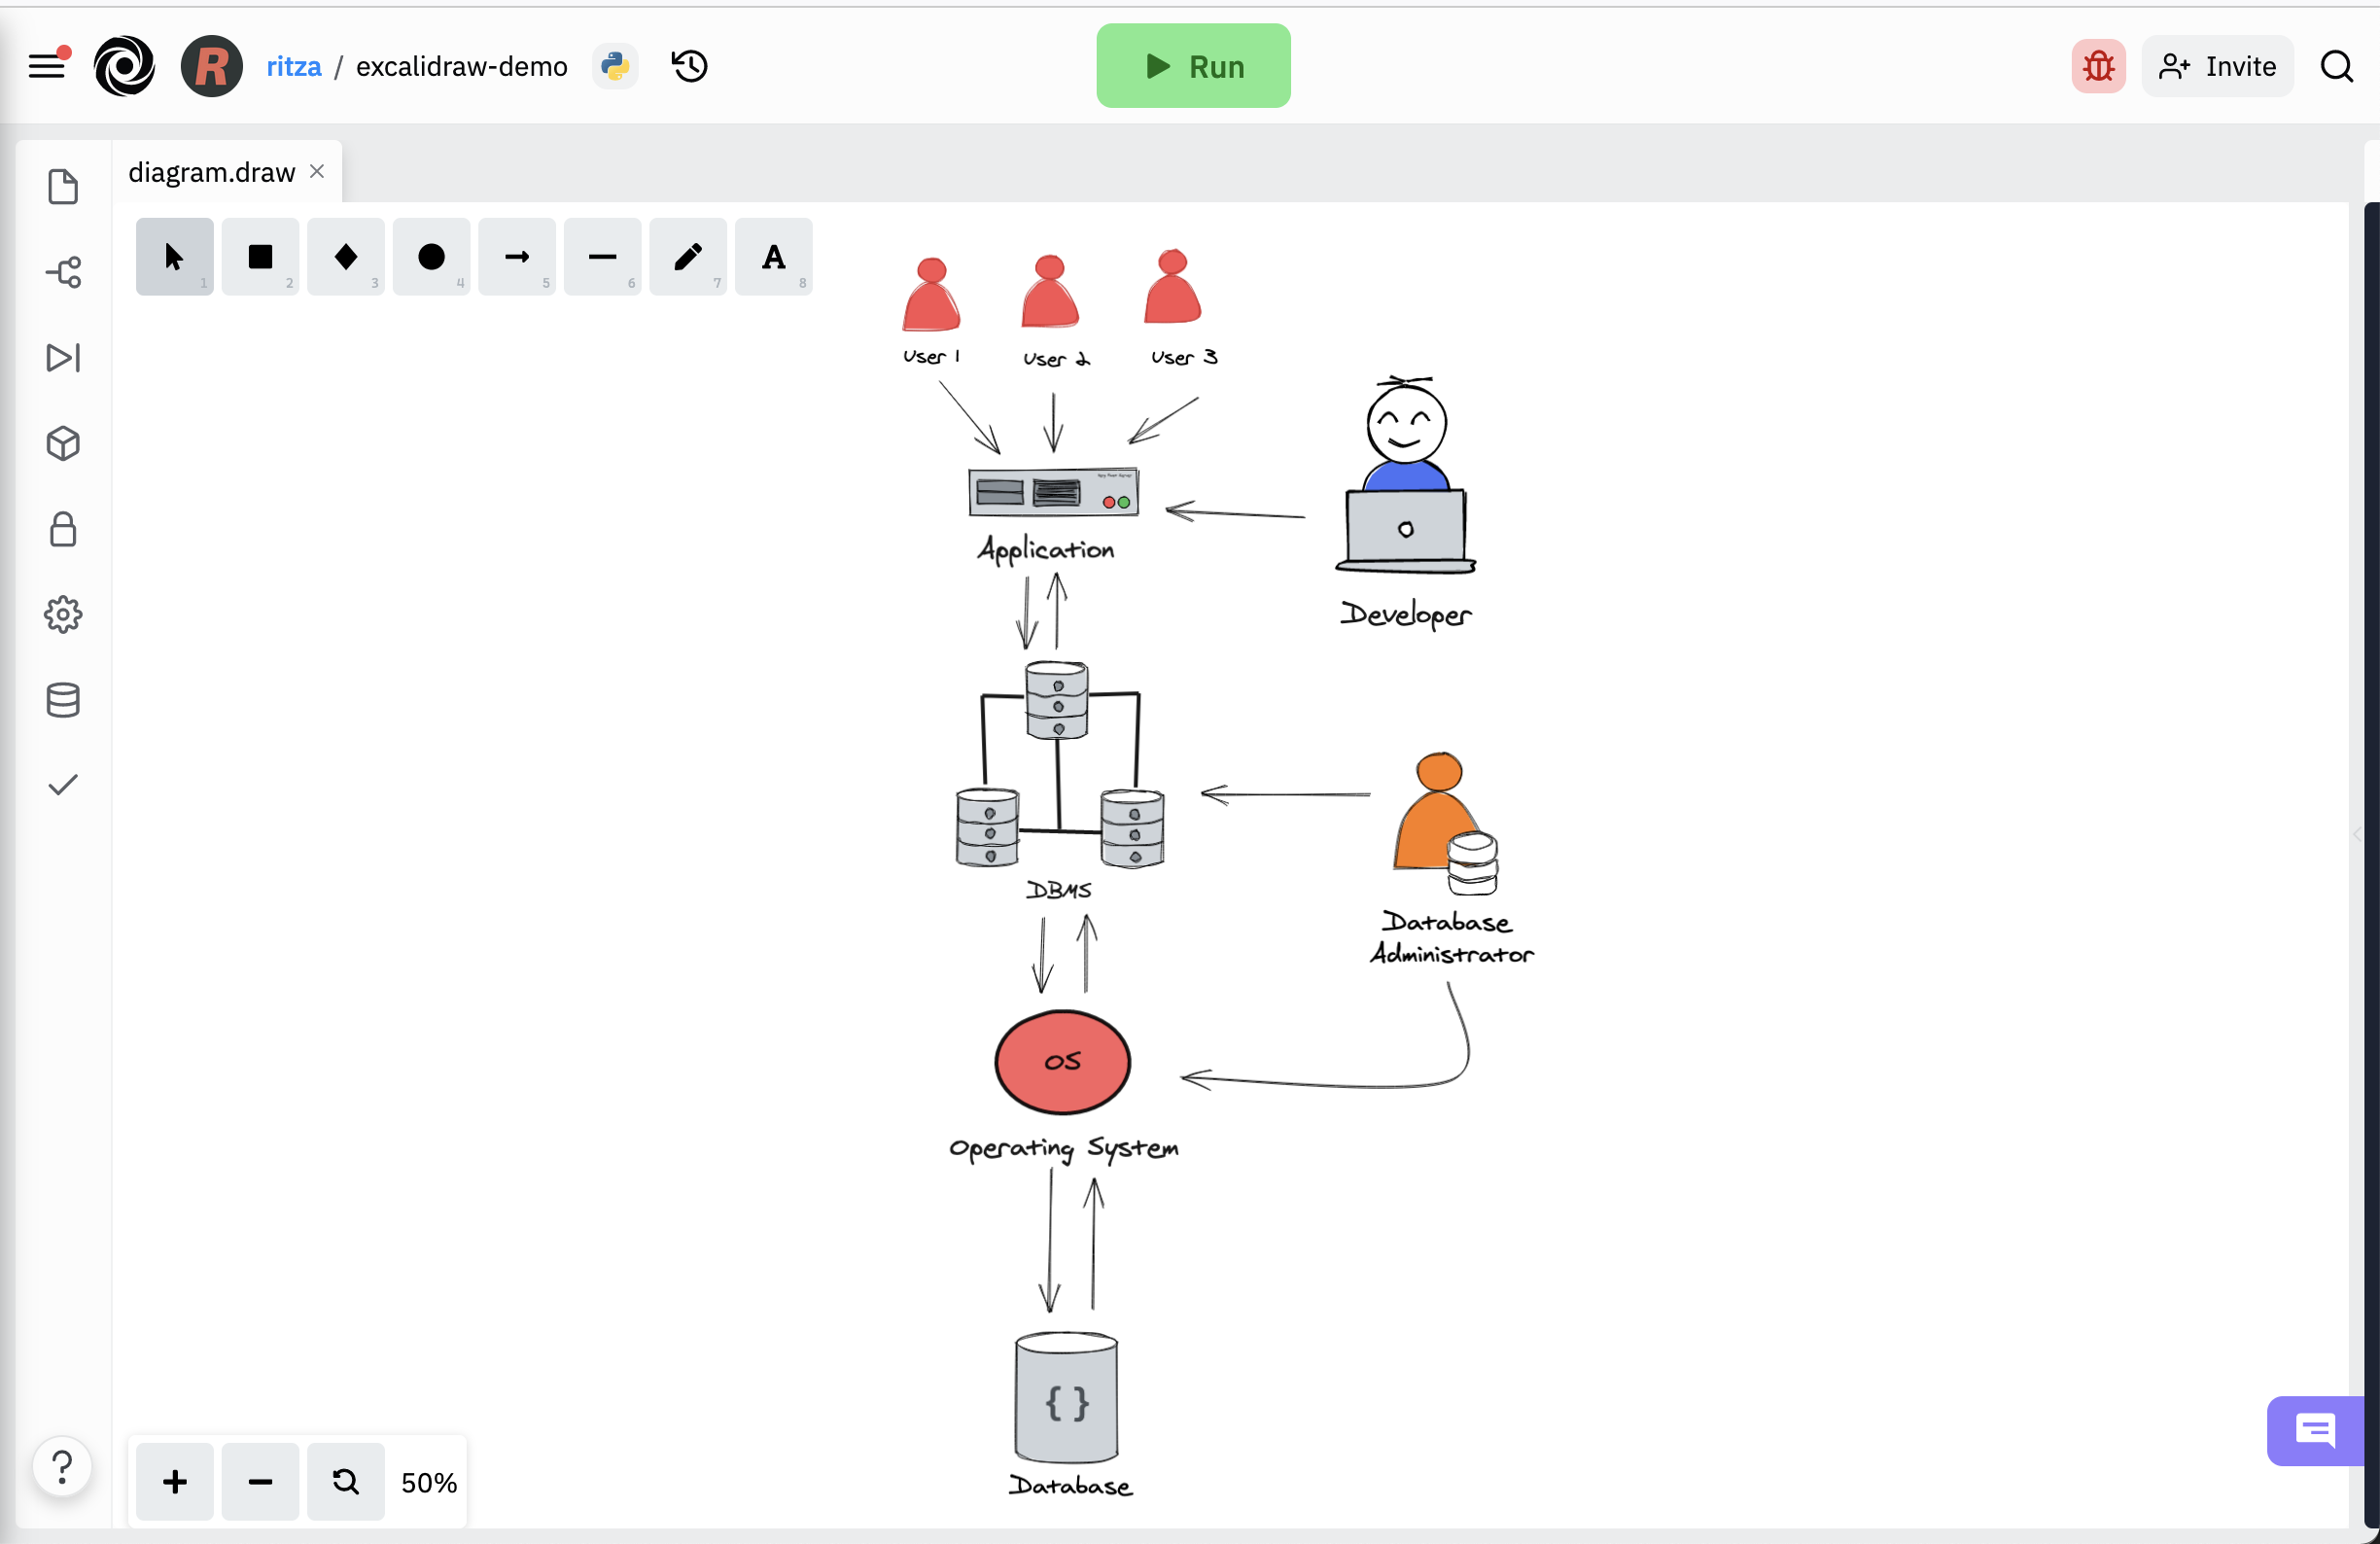 R
ritza / excalidraw-demo
Run
Invite
diagram.draw
1 2 3 4 5 6 7 8
A
User 1
User 2
User 3
Application
Developer
DBMS
Database
Administrator
OS
Operating System
{ }
Database
?
50%